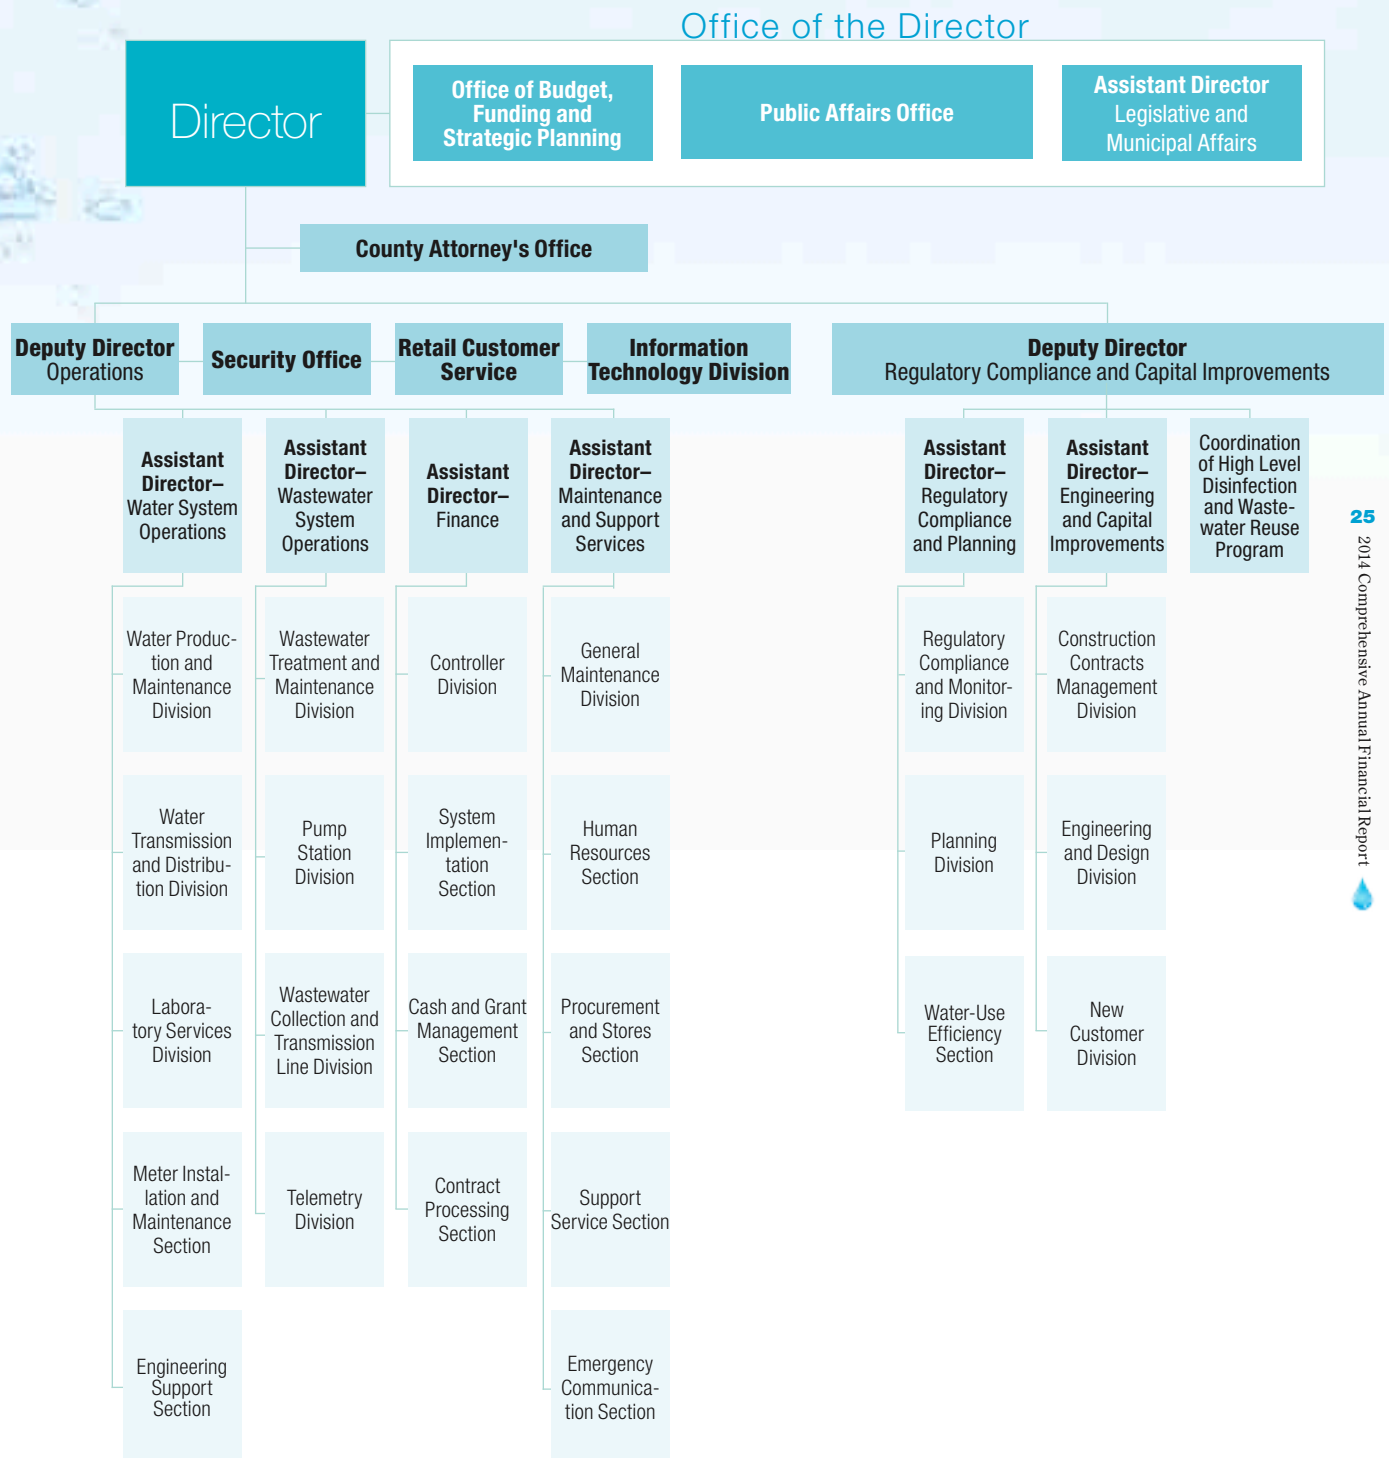 Office of the Director
Director
Office of Budget,
Funding and
Strategic Planning
Public Affairs Office
Assistant Director
Legislative and
Municipal Affairs
County Attorney's Office
Deputy Director
Operations
Security Office
Retail Customer
Service
Information
Technology Division
Deputy Director
Regulatory Compliance and Capital Improvements
Assistant
Director–
Water System
Operations
Assistant
Director–
Wastewater
System
Operations
Assistant
Director–
Finance
Assistant
Director–
Maintenance
and Support
Services
Assistant
Director–
Regulatory
Compliance
and Planning
Assistant
Director–
Engineering
and Capital
Improvements
Coordination
of High Level
Disinfection
and Waste-
water Reuse
Program
Water Produc-
tion and
Maintenance
Division
Wastewater
Treatment and
Maintenance
Division
Controller
Division
General
Maintenance
Division
Regulatory
Compliance
and Monitor-
ing Division
Construction
Contracts
Management
Division
Water
Transmission
and Distribu-
tion Division
Pump
Station
Division
System
Implemen-
tation
Section
Human
Resources
Section
Planning
Division
Engineering
and Design
Division
Labora-
tory Services
Division
Wastewater
Collection and
Transmission
Line Division
Cash and Grant
Management
Section
Procurement
and Stores
Section
Water-Use
Efficiency
Section
New
Customer
Division
Meter Instal-
lation and
Maintenance
Section
Telemetry
Division
Contract
Processing
Section
Support
Service Section
Engineering
Support
Section
Emergency
Communica-
tion Section
25
2014 Comprehensive Annual Financial Report